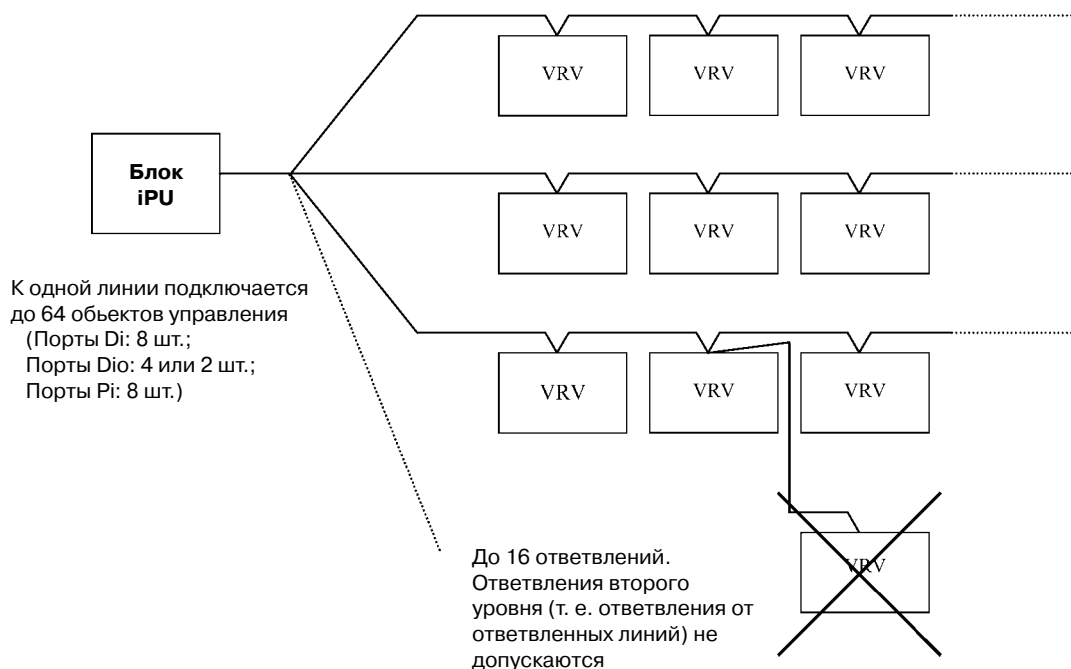 VRV VRV VRV
Блок
iPU
VRV VRV VRV
К одной линии подключается
до 64 обьектов управления
(Порты Di: 8 шт.;
Порты Dio: 4 или 2 шт.;
Порты Pi: 8 шт.)
VRV VRV VRV
VRV
До 16 ответвлений.
Ответвления второго
уровня (т. е. ответвления от
ответвленных линий) не
допускаются